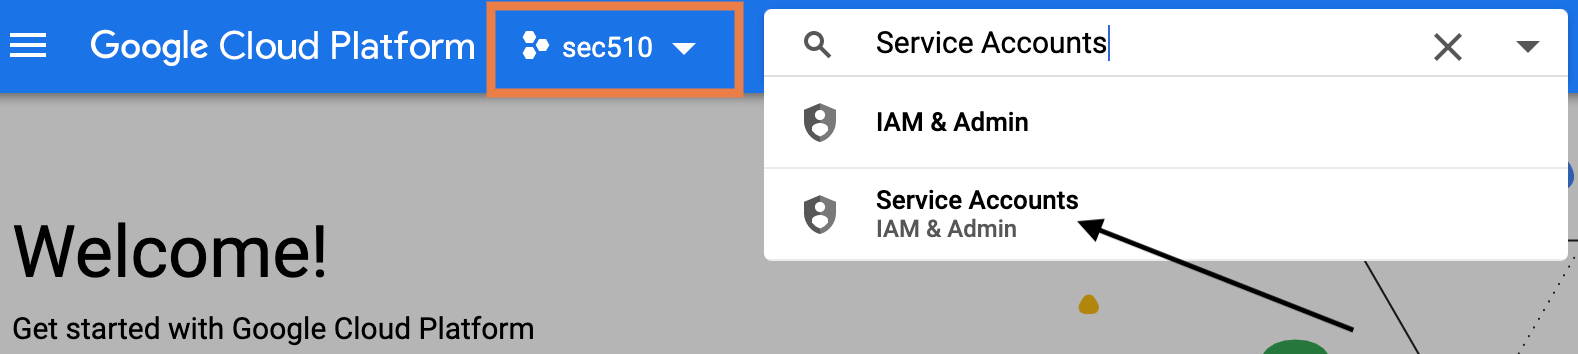 Google Cloud Platform
sec510
Service Accounts
IAM & Admin
Service Accounts
IAM & Admin
Welcome!
Get started with Google Cloud Platform